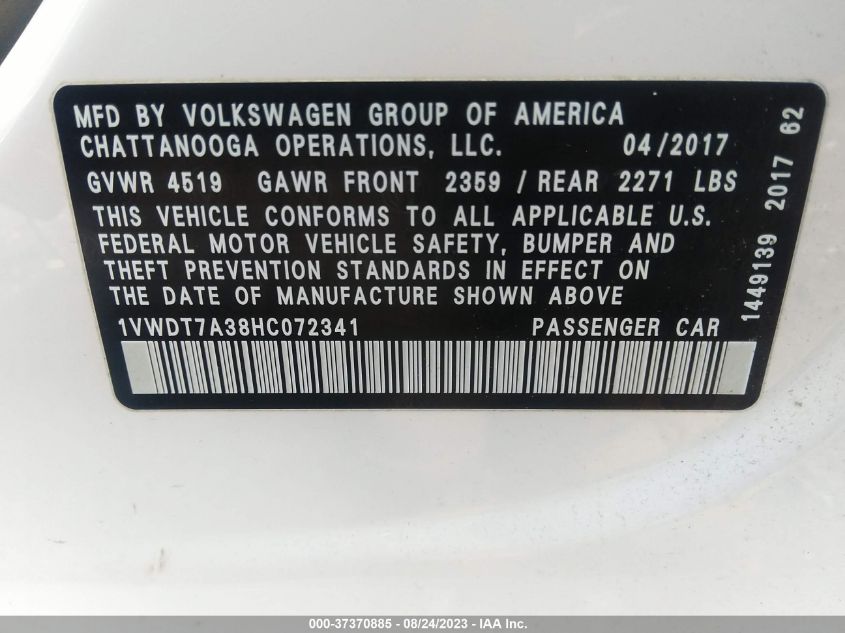 MFD BY VOLKSWAGEN GROUP OF AMERICA
CHATTANOOGA OPERATIONS, LLC. 04/2017
GVWR 4519 GAWR FRONT 2359 / REAR 2271 LBS
THIS VEHICLE CONFORMS TO ALL APPLICABLE U.S.
FEDERAL MOTOR VEHICLE SAFETY, BUMPER AND
THEFT PREVENTION STANDARDS IN EFFECT ON
THE DATE OF MANUFACTURE SHOWN ABOVE
1VWDT7A38HC072341 PASSENGER CAR
1449139 2017 62
000-37370885 - 08/24/2023 - IAA Inc.